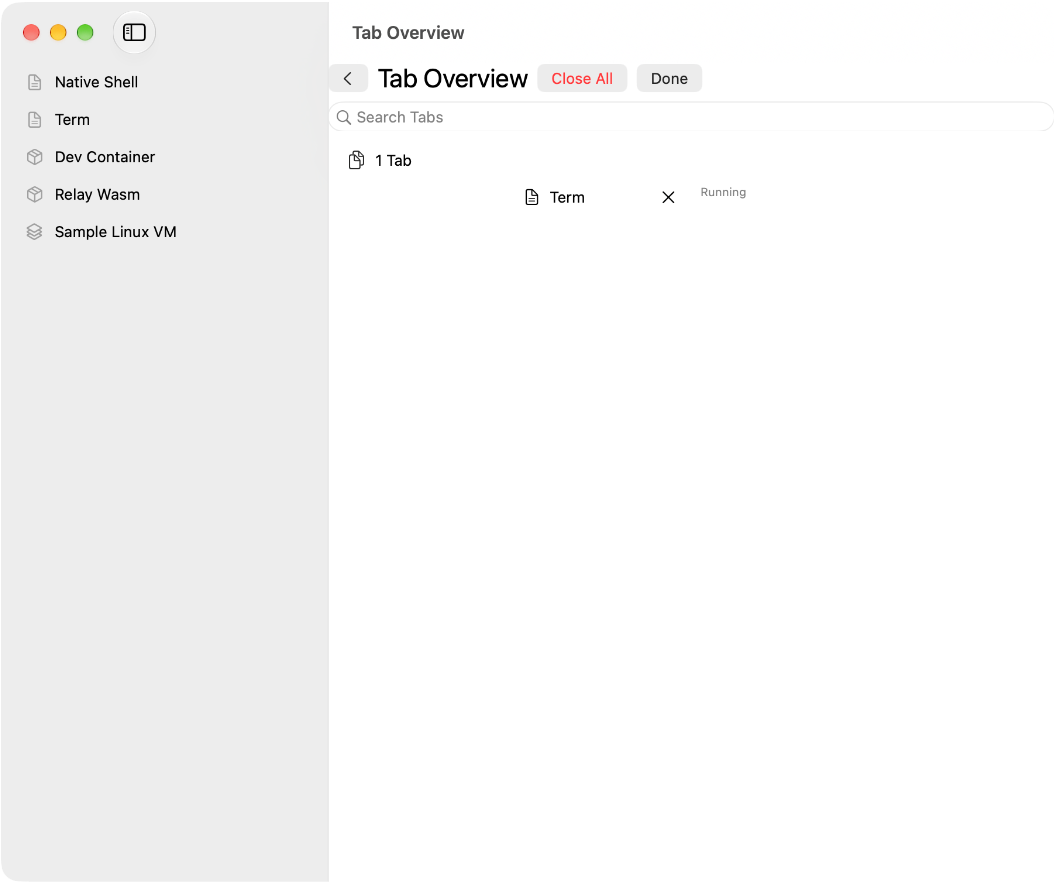 Native Shell
Term
Dev Container
Relay Wasm
Sample Linux VM
Tab Overview
Tab Overview Close All Done
Search Tabs
1 Tab
Term Running